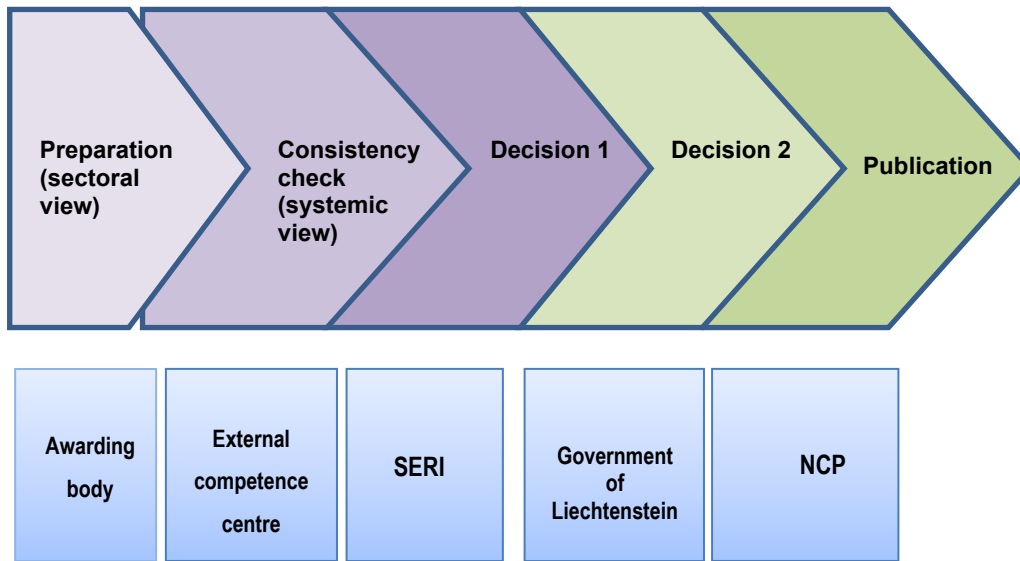 Preparation
(sectoral
view)
Consistency
check
(systemic
view)
Decision 1
Decision 2
Publication
Awarding
body
External
competence
centre
SERI
Government
of
Liechtenstein
NCP